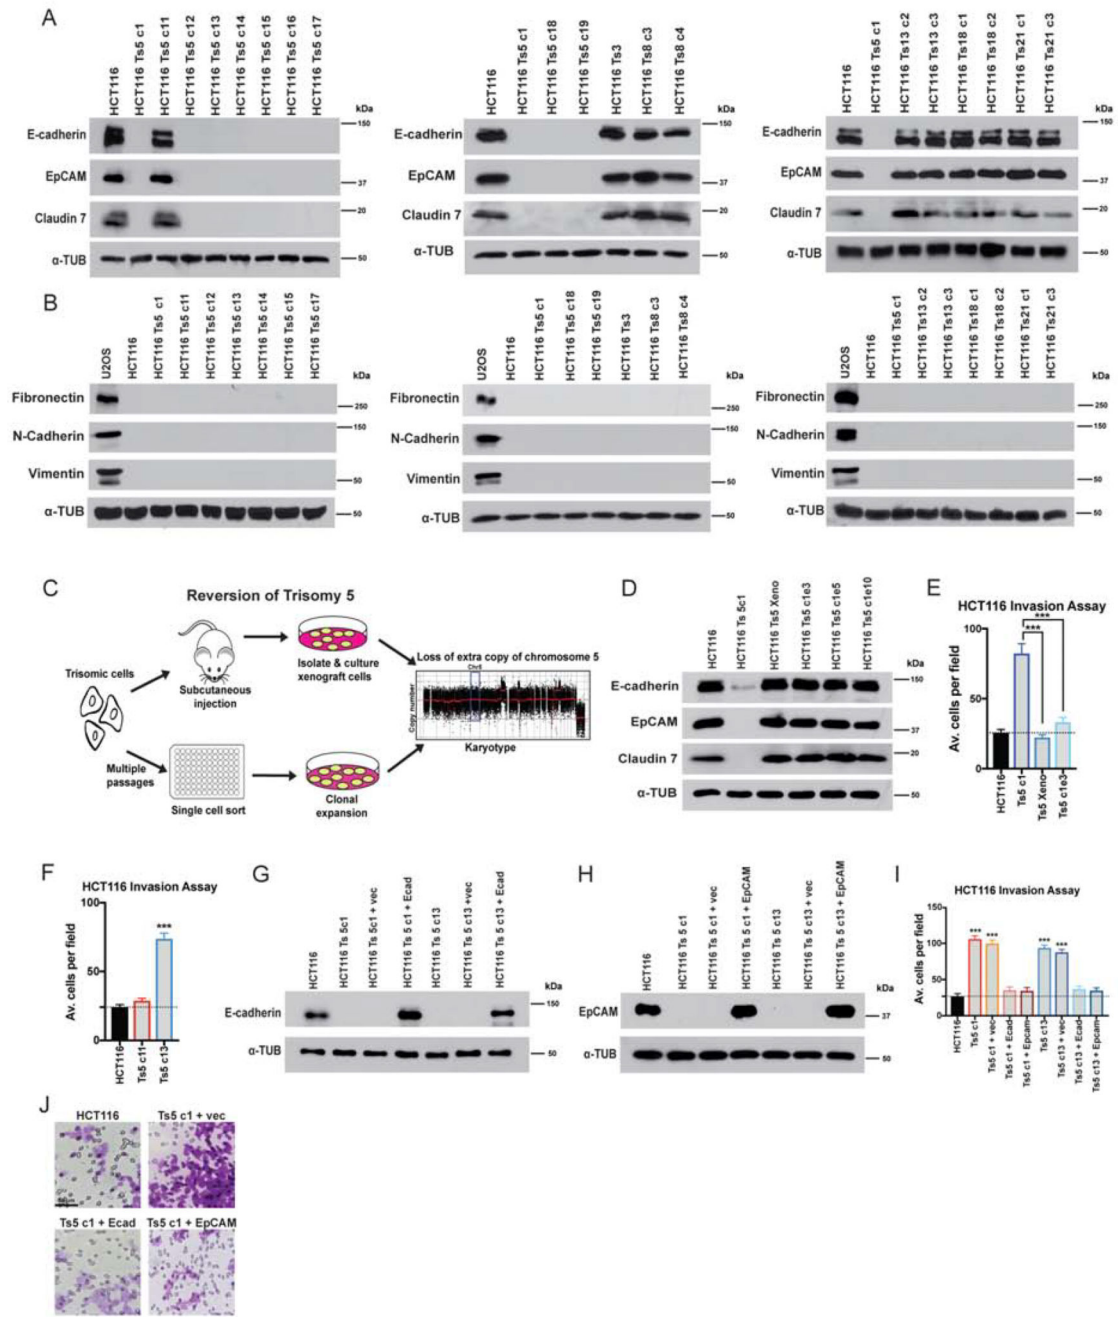 A
HCT116
HCT116 Ts5 c1
HCT116 Ts5 c11
HCT116 Ts5 c12
HCT116 Ts5 c13
HCT116 Ts5 c14
HCT116 Ts5 c15
HCT116 Ts5 c16
HCT116 Ts5 c17
kDa
E-cadherin
150
EpCAM
37
Claudin 7
20
α-TUB
50
HCT116
HCT116 Ts5 c1
HCT116 Ts5 c18
HCT116 Ts5 c19
HCT116 Ts3
HCT116 Ts8 c3
HCT116 Ts8 c4
kDa
E-cadherin
150
EpCAM
37
Claudin 7
20
α-TUB
50
HCT116
HCT116 Ts5 c1
HCT116 Ts13 c2
HCT116 Ts13 c3
HCT116 Ts18 c1
HCT116 Ts18 c2
HCT116 Ts21 c1
HCT116 Ts21 c3
kDa
E-cadherin
150
EpCAM
37
Claudin 7
20
α-TUB
50
B
U2OS
HCT116
HCT116 Ts5 c1
HCT116 Ts5 c11
HCT116 Ts5 c12
HCT116 Ts5 c13
HCT116 Ts5 c14
HCT116 Ts5 c15
HCT116 Ts5 c17
kDa
Fibronectin
250
N-Cadherin
150
Vimentin
50
α-TUB
50
U2OS
HCT116
HCT116 Ts5 c1
HCT116 Ts5 c18
HCT116 Ts5 c19
HCT116 Ts3
HCT116 Ts8 c3
HCT116 Ts8 c4
kDa
Fibronectin
250
N-Cadherin
150
Vimentin
50
α-TUB
50
U2OS
HCT116
HCT116 Ts5 c1
HCT116 Ts13 c2
HCT116 Ts13 c3
HCT116 Ts18 c1
HCT116 Ts18 c2
HCT116 Ts21 c1
HCT116 Ts21 c3
kDa
Fibronectin
250
N-Cadherin
150
Vimentin
50
α-TUB
50
C
Reversion of Trisomy 5
Trisomic cells
Subcutaneous
injection
Isolate & culture
xenograft cells
Multiple
passages
Single cell sort
Clonal
expansion
Loss of extra copy of chromosome 5
Chr5
Copy number
Karyotype
D
HCT116
HCT116 Ts 5c1
HCT116 Ts5 Xeno
HCT116 Ts5 c1e3
HCT116 Ts5 c1e5
HCT116 Ts5 c1e10
kDa
E-cadherin
150
EpCAM
37
Claudin 7
20
α-TUB
50
E
HCT116 Invasion Assay
Av. cells per field
100
50
0
***
***
HCT116
Ts5 c1
Ts5 Xeno
Ts5 c1e3
F
HCT116 Invasion Assay
Av. cells per field
100
50
0
***
HCT116
Ts5 c11
Ts5 c13
G
HCT116
HCT116 Ts 5c1
HCT116 Ts 5c1 + vec
HCT116 Ts 5 c1 + Ecad
HCT116 Ts 5 c13
HCT116 Ts 5 c13 +vec
HCT116 Ts 5 c13 + Ecad
kDa
E-cadherin
150
α-TUB
50
H
HCT116
HCT116 Ts 5 c1
HCT116 Ts 5 c1 + vec
HCT116 Ts 5 c1 + EpCAM
HCT116 Ts 5 c13
HCT116 Ts 5 c13 + vec
HCT116 Ts 5 c13 + EpCAM
kDa
EpCAM
37
α-TUB
50
I
HCT116 Invasion Assay
Av. cells per field
150
100
50
0
***
***
***
***
HCT116
Ts5 c1
Ts5 c1 + vec
Ts5 c1 + Ecad
Ts5 c1 + Epcam
Ts5 c13
Ts5 c13 + vec
Ts5 c13 + Ecad
Ts5 c13 + EpCam
J
HCT116
Ts5 c1 + vec
Ts5 c1 + Ecad
Ts5 c1 + EpCAM